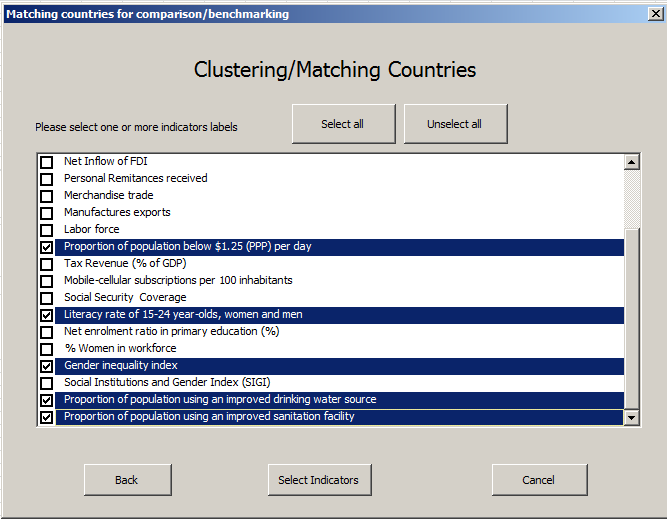 Matching countries for comparison/benchmarking
Clustering/Matching Countries
Please select one or more indicators labels
Select all
Unselect all
Net Inflow of FDI
Personal Remitances received
Merchandise trade
Manufactures exports
Labor force
Proportion of population below $1.25 (PPP) per day
Tax Revenue (% of GDP)
Mobile-cellular subscriptions per 100 inhabitants
Social Security Coverage
Literacy rate of 15-24 year-olds, women and men
Net enrolment ratio in primary education (%)
% Women in workforce
Gender inequality index
Social Institutions and Gender Index (SIGI)
Proportion of population using an improved drinking water source
Proportion of population using an improved sanitation facility
Back
Select Indicators
Cancel